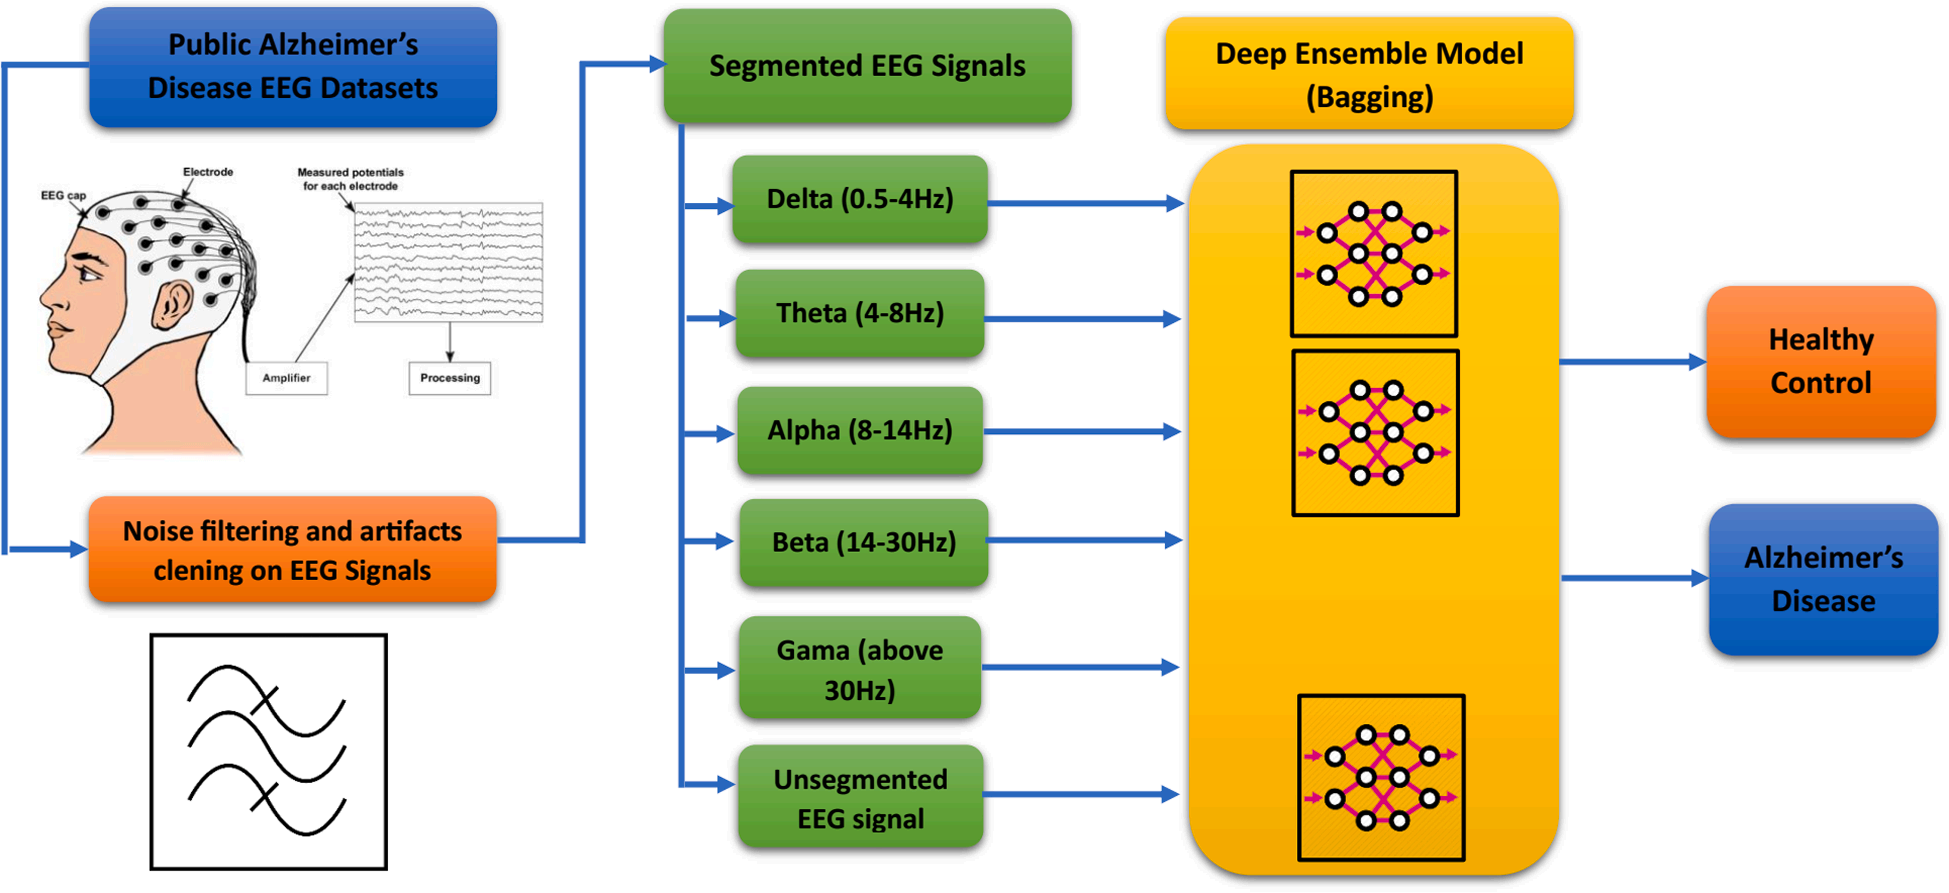 Public Alzheimer’s
Disease EEG Datasets
EEG cap
Electrode
Measured potentials
for each electrode
Amplifier
Processing
Noise filtering and artifacts
clening on EEG Signals
Segmented EEG Signals
Delta (0.5-4Hz)
Theta (4-8Hz)
Alpha (8-14Hz)
Beta (14-30Hz)
Gama (above
30Hz)
Unsegmented
EEG signal
Deep Ensemble Model
(Bagging)
Healthy
Control
Alzheimer’s
Disease